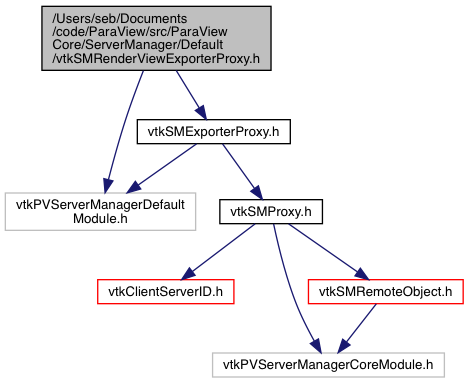 /Users/seb/Documents
/code/ParaView/src/ParaView
Core/ServerManager/Default
/vtkSMRenderViewExporterProxy.h
vtkSMExporterProxy.h
vtkPVServerManagerDefault
Module.h
vtkSMProxy.h
vtkClientServerID.h
vtkSMRemoteObject.h
vtkPVServerManagerCoreModule.h